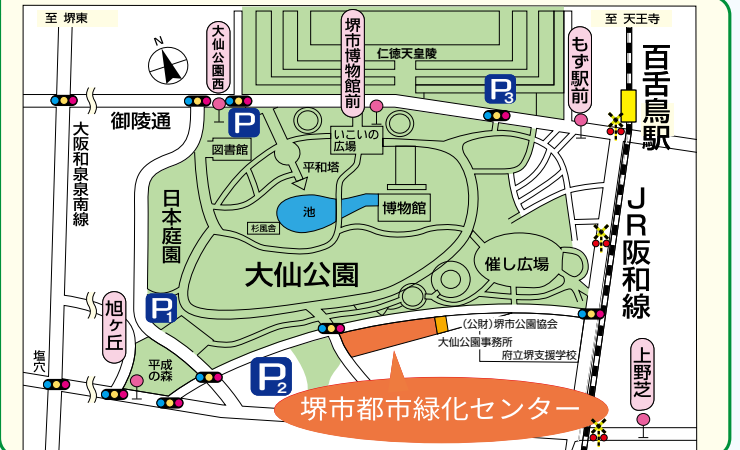 至 堺東
至 天王寺
N
大仙公園西
堺市博物館前
仁徳天皇陵
もず駅前
百舌鳥駅
P3
P
御陵通
大阪和泉泉南線
図書館
いこいの
広場
平和塔
日本庭園
池
博物館
杉風舎
JR阪和線
大仙公園
催し広場
P1
旭ヶ丘
(公財)堺市公園協会
大仙公園事務所
府立堺支援学校
塩穴
平成
の森
P2
上野芝
堺市都市緑化センター